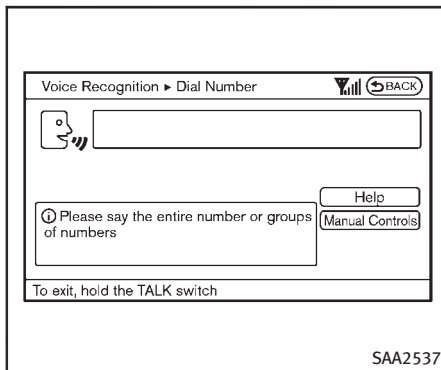 Voice Recognition ▸ Dial Number BACK
Help
ⓘ Please say the entire number or groups Manual Controls
of numbers
To exit, hold the TALK switch
SAA2537